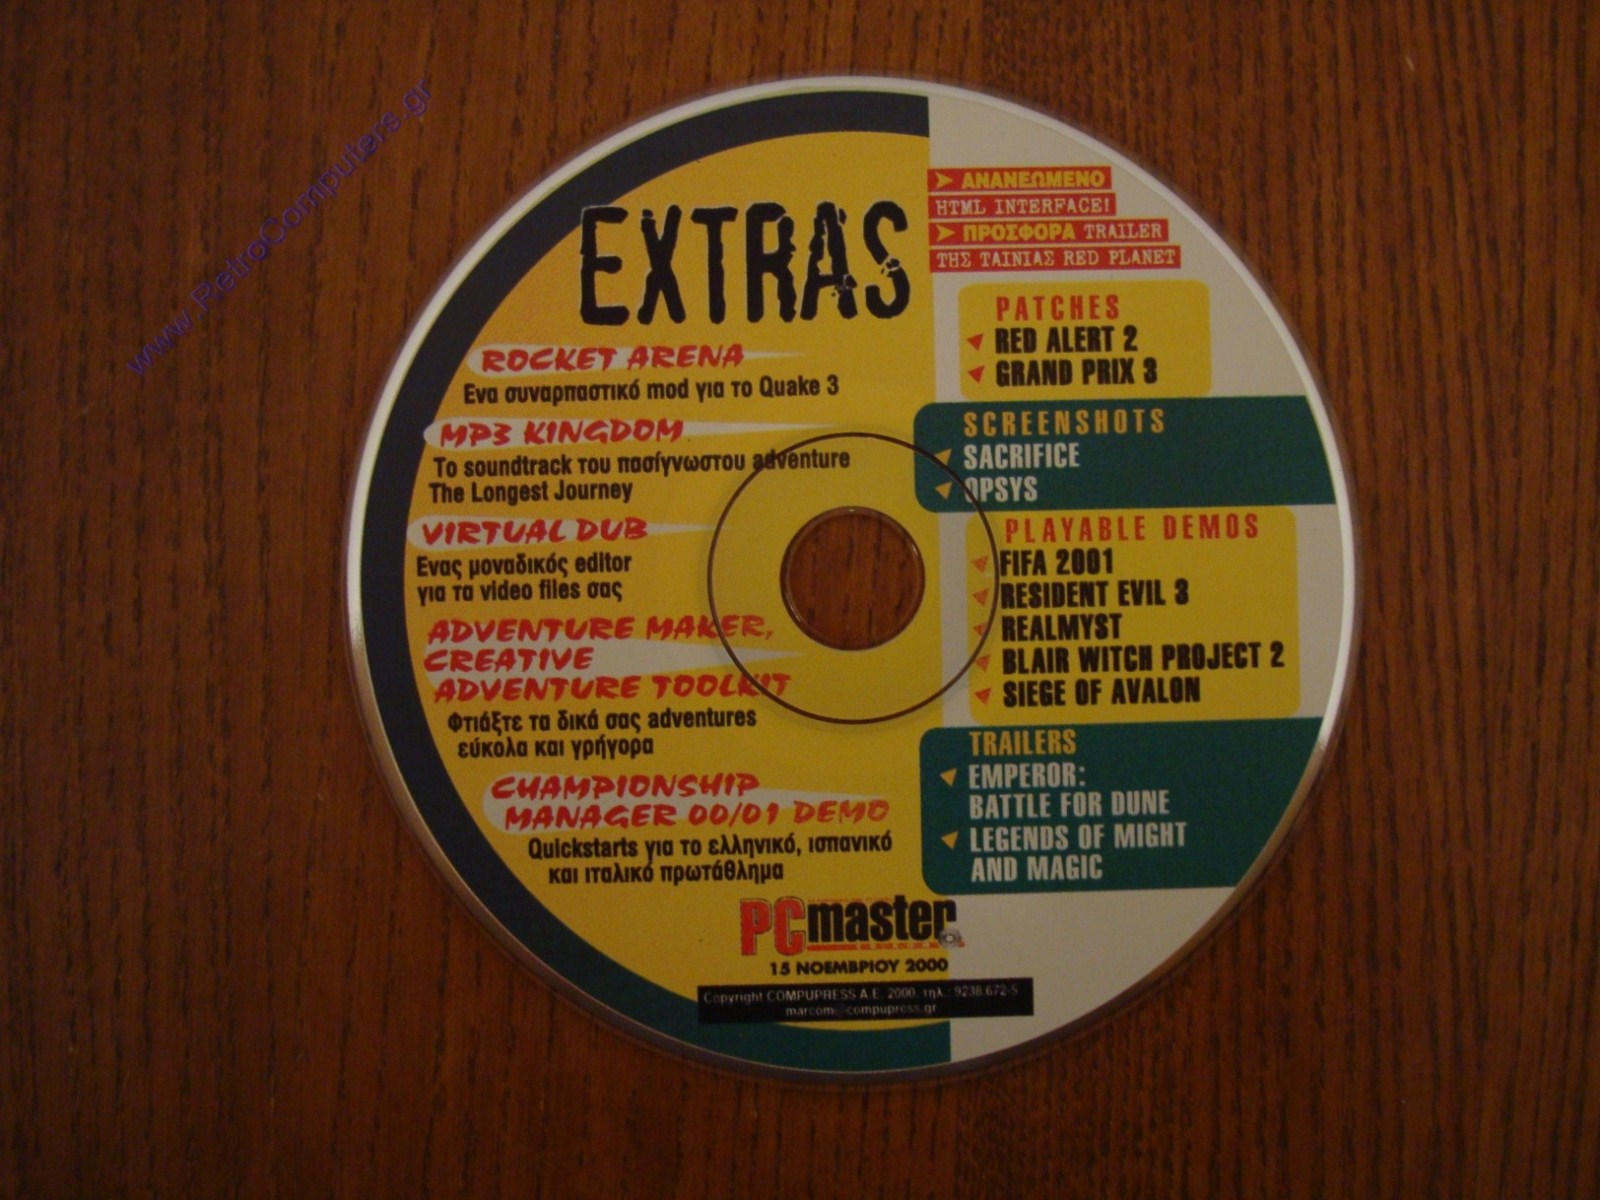 www.RetroComputers.gr
EXTRAS
ROCKET ARENA
Ενα συναρπαστικό mod για το Quake 3
MP3 KINGDOM
Το soundtrack του πασίγνωστου adventure
The Longest Journey
VIRTUAL DUB
Ενας μοναδικός editor
για τα video files σας
ADVENTURE MAKER,
CREATIVE
ADVENTURE TOOLKIT
Φτιάξτε τα δικά σας adventures
εύκολα και γρήγορα
CHAMPIONSHIP
MANAGER 00/01 DEMO
Quickstarts για το ελληνικό, ισπανικό
και ιταλικό πρωτάθλημα
ΑΝΑΝΕΩΜΕΝΟ
HTML INTERFACE!
ΠΡΟΣΦΟΡΑ TRAILER
ΤΗΣ ΤΑΙΝΙΑΣ RED PLANET
PATCHES
RED ALERT 2
GRAND PRIX 3
SCREENSHOTS
SACRIFICE
OPSYS
PLAYABLE DEMOS
FIFA 2001
RESIDENT EVIL 3
REALMYST
BLAIR WITCH PROJECT 2
SIEGE OF AVALON
TRAILERS
EMPEROR:
BATTLE FOR DUNE
LEGENDS OF MIGHT
AND MAGIC
PC master
15 ΝΟΕΜΒΡΙΟΥ 2000
Copyright COMPUPRESS A.E. 2000, τηλ.: 9238.672-5
marcom@compupress.gr